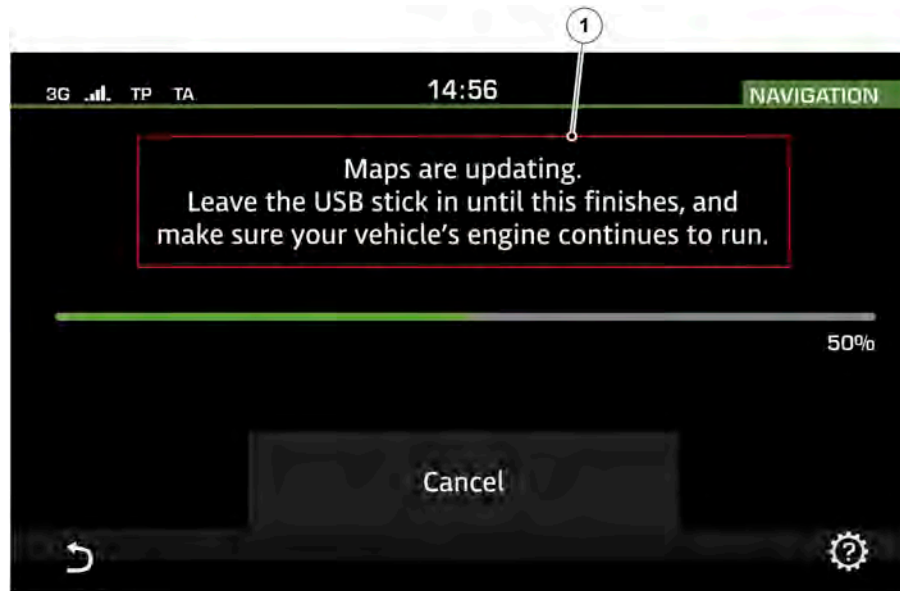 1
3G TP TA 14:56 NAVIGATION
Maps are updating.
Leave the USB stick in until this finishes, and
make sure your vehicle's engine continues to run.
50%
Cancel
?